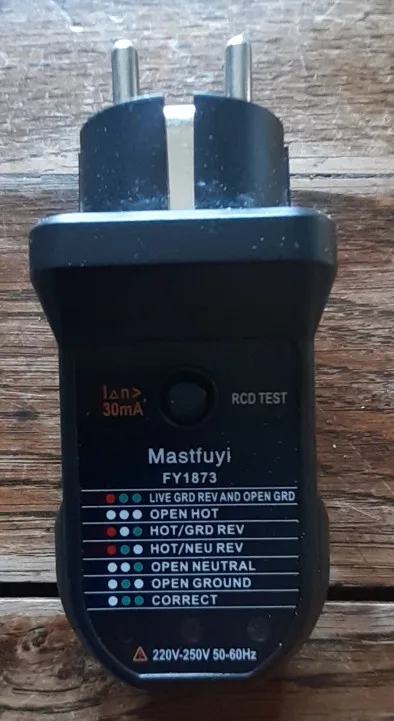 I△n>
30mA
RCD TEST
Mastfuyi
FY1873
LIVE GRD REV AND OPEN GRD
OPEN HOT
HOT/GRD REV
HOT/NEU REV
OPEN NEUTRAL
OPEN GROUND
CORRECT
220V-250V 50-60Hz